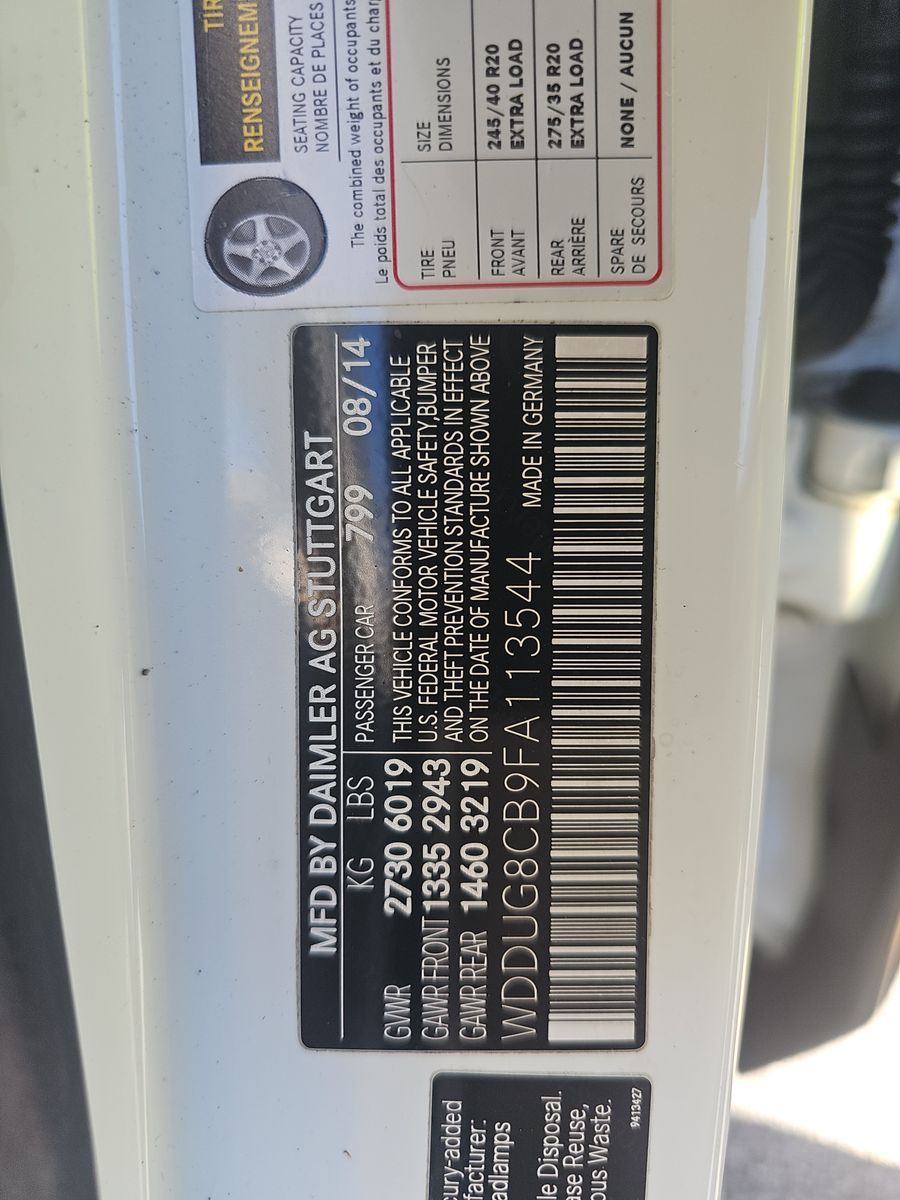 TIR
RENSEIGNEM
SEATING CAPACITY
NOMBRE DE PLACES
The combined weight of occupants
Le poids total des occupants et du char
TIRE
PNEU
SIZE
DIMENSIONS
FRONT
AVANT
245/40 R20
EXTRA LOAD
REAR
ARRIÈRE
275/35 R20
EXTRA LOAD
SPARE
DE SECOURS
NONE / AUCUN
MFD BY DAIMLER AG STUTTGART
KG LBS PASSENGER CAR 799 08/14
GVWR 2730 6019
GAWR FRONT 1335 2943
GAWR REAR 1460 3219
THIS VEHICLE CONFORMS TO ALL APPLICABLE
U.S. FEDERAL MOTOR VEHICLE SAFETY,BUMPER
AND THEFT PREVENTION STANDARDS IN EFFECT
ON THE DATE OF MANUFACTURE SHOWN ABOVE
WDDUG8CB9FA113544 MADE IN GERMANY
cury-added
facturer:
adlamps
le Disposal.
ase Reuse,
ous Waste.
9413427